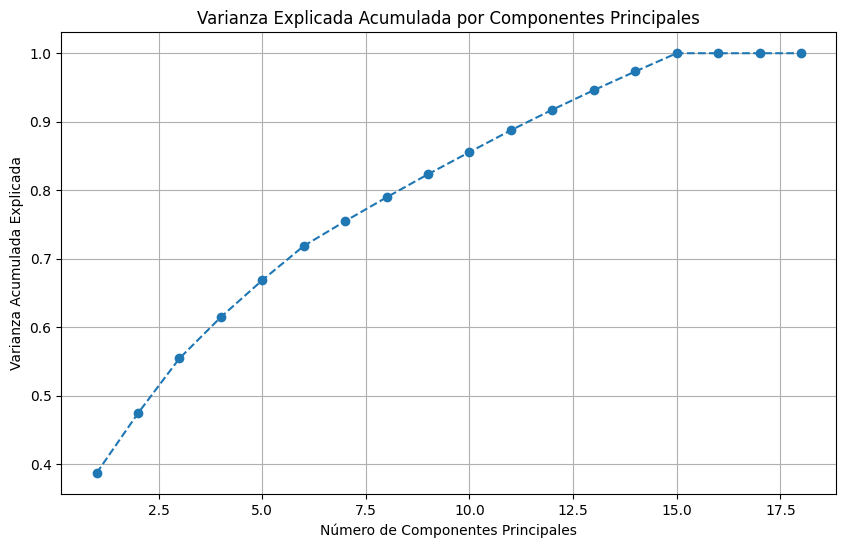 Varianza Explicada Acumulada por Componentes Principales
Varianza Acumulada Explicada
1.0
0.9
0.8
0.7
0.6
0.5
0.4
2.5 5.0 7.5 10.0 12.5 15.0 17.5
Número de Componentes Principales